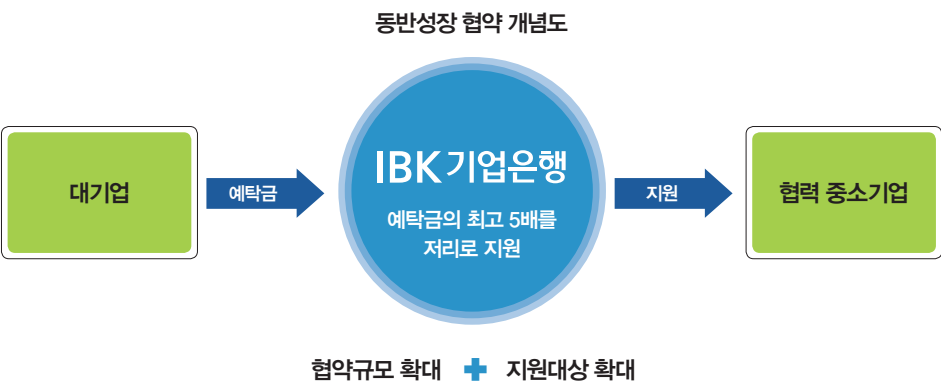 동반성장 협약 개념도
대기업
예탁금
IBK 기업은행
예탁금의 최고 5배를
저리로 지원
지원
협력 중소기업
협약규모 확대 + 지원대상 확대